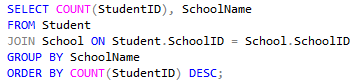 SELECT COUNT(StudentID), SchoolName
FROM Student
JOIN School ON Student.SchoolID = School.SchoolID
GROUP BY SchoolName
ORDER BY COUNT(StudentID) DESC;